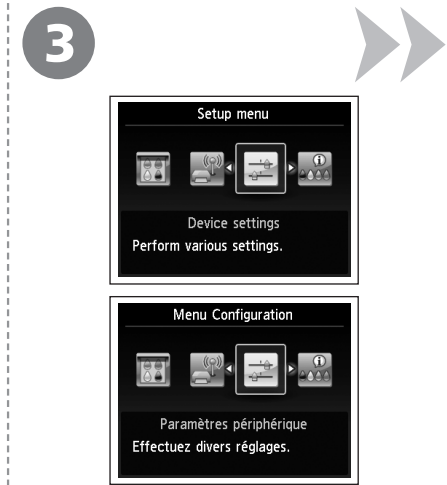 3
Setup menu
Device settings
Perform various settings.
Menu Configuration
Paramètres périphérique
Effectuez divers réglages.